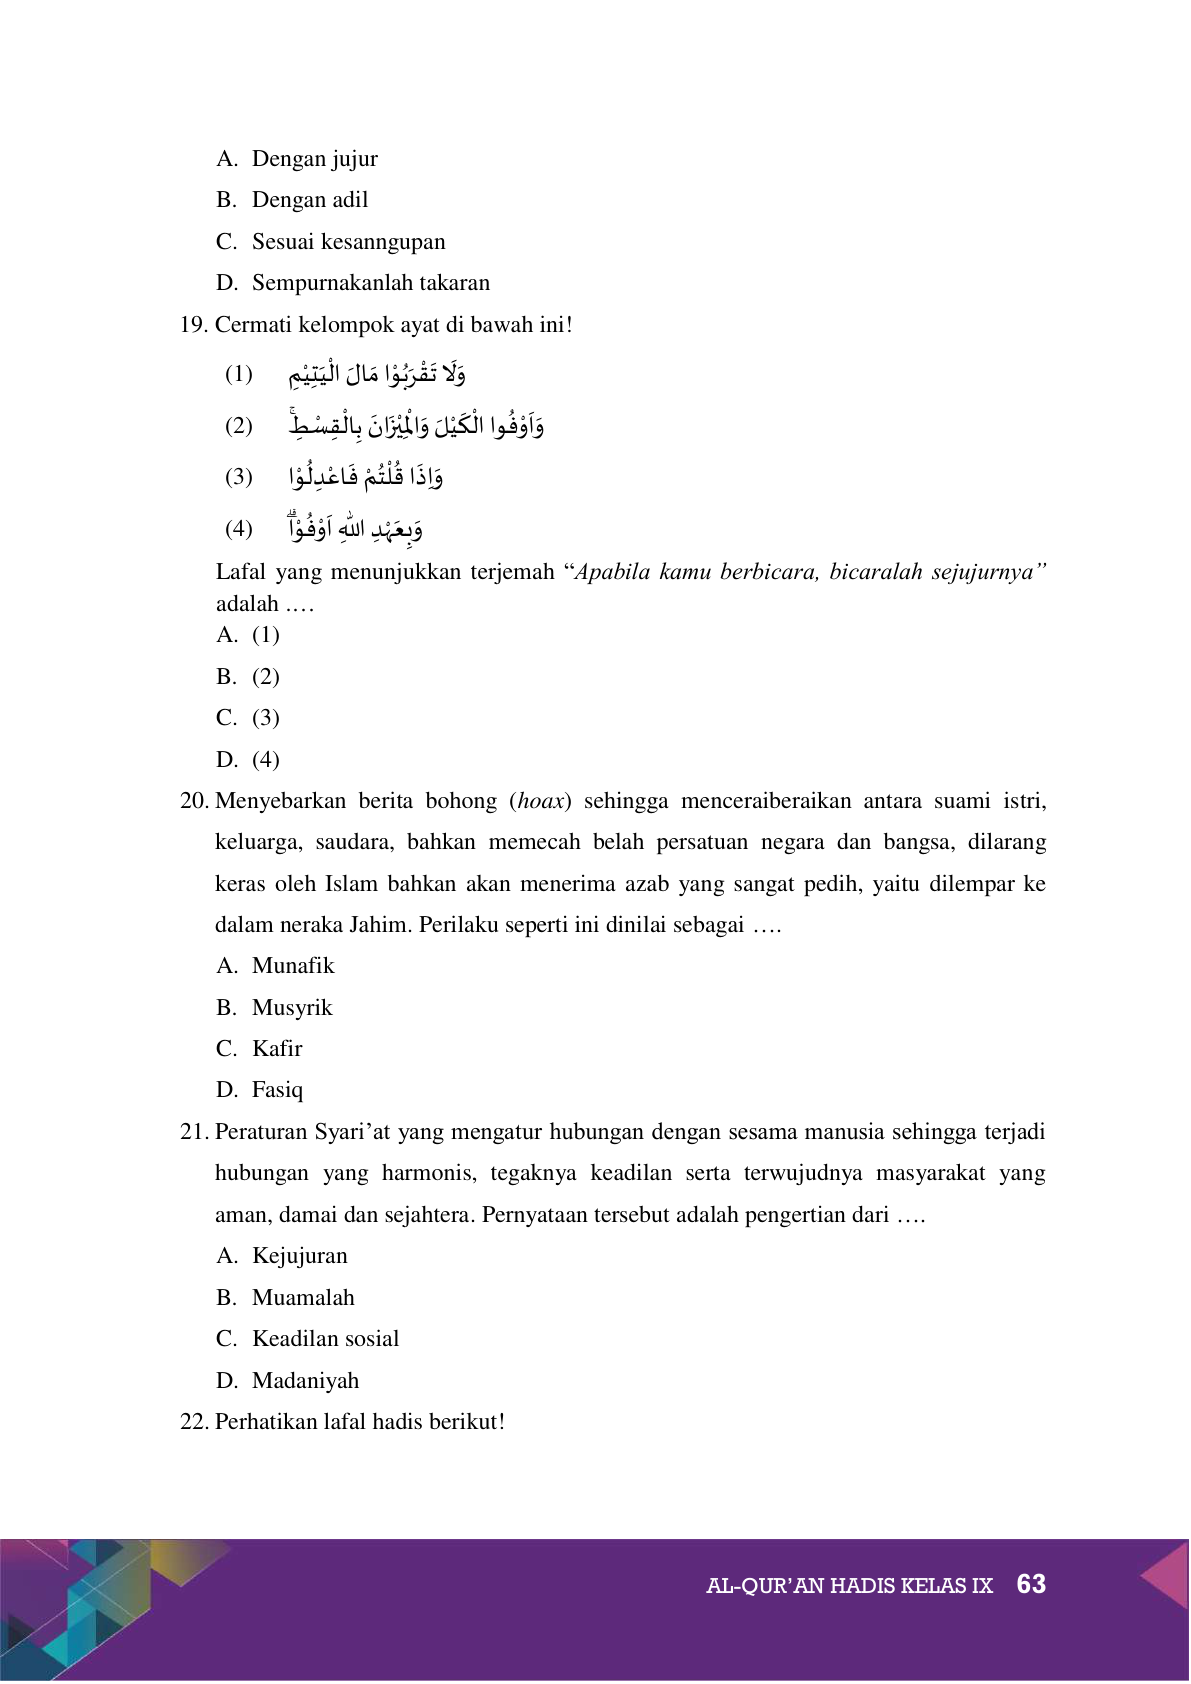 A. Dengan jujur
B. Dengan adil
C. Sesuai kesanngupan
D. Sempurnakanlah takaran
19. Cermati kelompok ayat di bawah ini!
(1) وَلَا تَقْرَبُوْا مَالَ الْيَتِيْمِ
(2) وَاَوْفُوا الْكَيْلَ وَالْمِيْزَانَ بِالْقِسْطِۚ
(3) وَاِذَا قُلْتُمْ فَاعْدِلُوْا
(4) وَبِعَهْدِ اللّٰهِ اَوْفُوْاۗ
Lafal yang menunjukkan terjemah “Apabila kamu berbicara, bicaralah sejujurnya”
adalah ….
A. (1)
B. (2)
C. (3)
D. (4)
20. Menyebarkan berita bohong (hoax) sehingga menceraiberaikan antara suami istri,
keluarga, saudara, bahkan memecah belah persatuan negara dan bangsa, dilarang
keras oleh Islam bahkan akan menerima azab yang sangat pedih, yaitu dilempar ke
dalam neraka Jahim. Perilaku seperti ini dinilai sebagai ….
A. Munafik
B. Musyrik
C. Kafir
D. Fasiq
21. Peraturan Syari’at yang mengatur hubungan dengan sesama manusia sehingga terjadi
hubungan yang harmonis, tegaknya keadilan serta terwujudnya masyarakat yang
aman, damai dan sejahtera. Pernyataan tersebut adalah pengertian dari ….
A. Kejujuran
B. Muamalah
C. Keadilan sosial
D. Madaniyah
22. Perhatikan lafal hadis berikut!
AL-QUR’AN HADIS KELAS IX 63